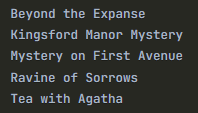 Beyond the Expanse
Kingsford Manor Mystery
Mystery on First Avenue
Ravine of Sorrows
Tea with Agatha